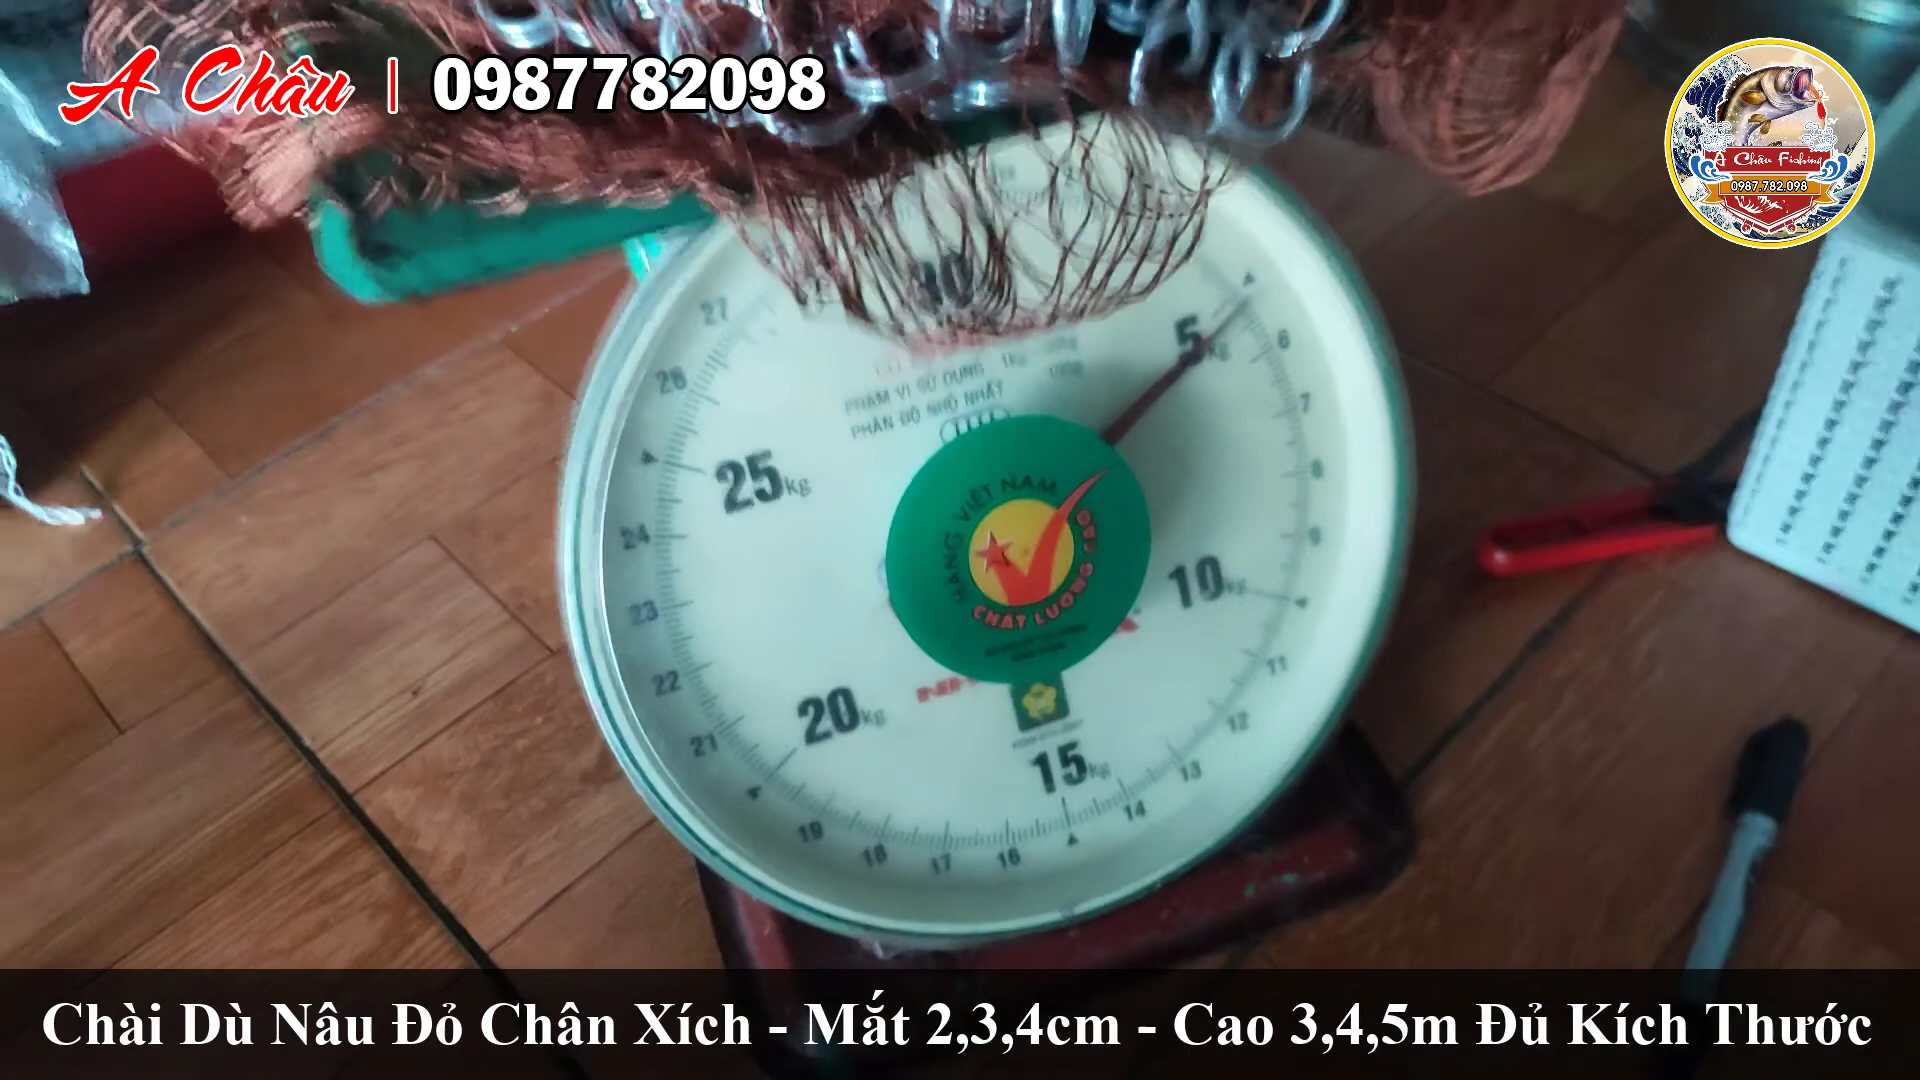 A Châu | 0987782098
Á Châu Fishing
0987.782.098
30
27
5kg
6
26
PHẠM VI SỬ DỤNG 1kg
PHÂN ĐỘ NHỎ NHẤT
7
25kg
8
HÀNG VIỆT NAM
24
9
CHẤT LƯỢNG CAO
10kg
23
11
22
20kg
12
21
15kg
13
14
19
18
17
16
Chài Dù Nâu Đỏ Chân Xích - Mắt 2,3,4cm - Cao 3,4,5m Đủ Kích Thước